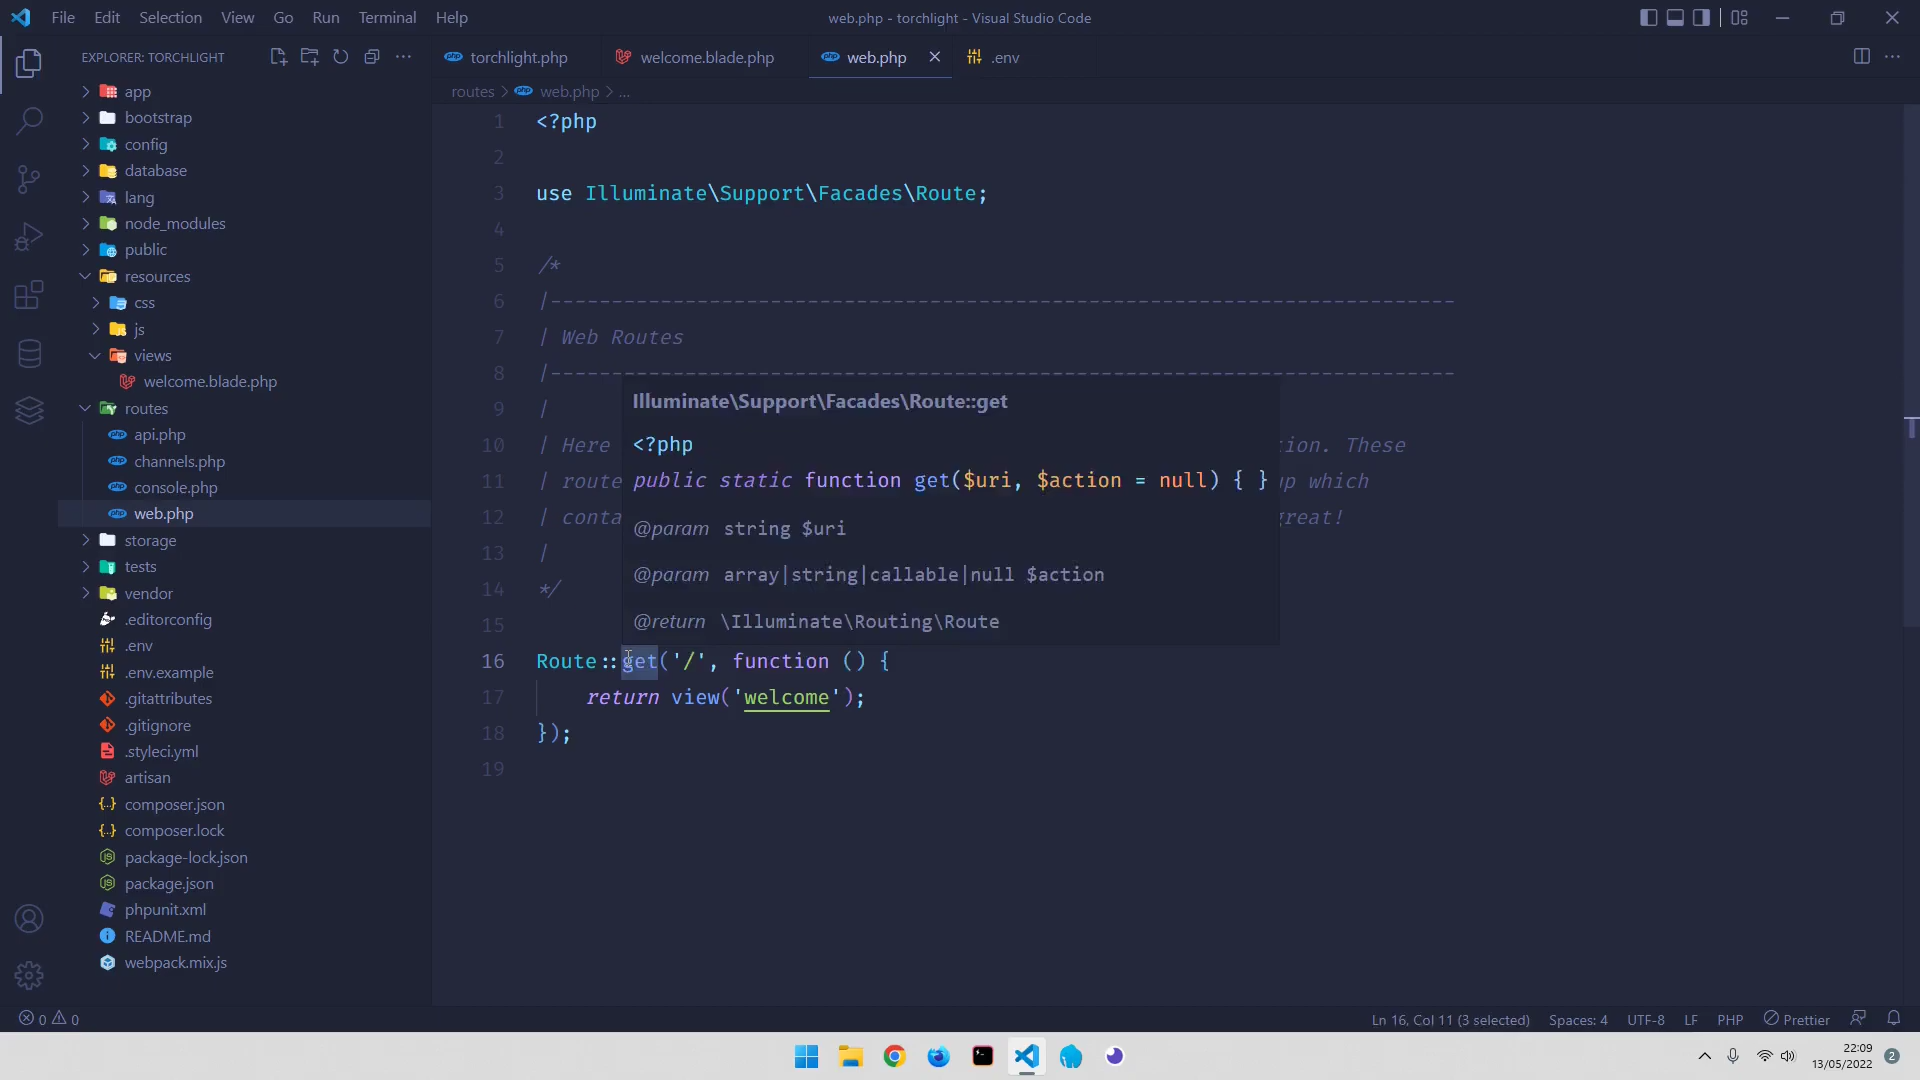 File Edit Selection View Go Run Terminal Help
web.php - torchlight - Visual Studio Code
EXPLORER: TORCHLIGHT
torchlight.php
welcome.blade.php
web.php
.env
routes > web.php > ...
app
bootstrap
config
database
lang
node_modules
public
resources
css
js
views
welcome.blade.php
routes
api.php
channels.php
console.php
web.php
storage
tests
vendor
.editorconfig
.env
.env.example
.gitattributes
.gitignore
.styleci.yml
artisan
composer.json
composer.lock
package-lock.json
package.json
phpunit.xml
README.md
webpack.mix.js
1 <?php
2
3 use Illuminate\Support\Facades\Route;
4
5 /*
6 |--------------------------------------------------------------------------
7 | Web Routes
8 |--------------------------------------------------------------------------
9 |
10 | Here ion. These
11 | route up which
12 | conta great!
13 |
14 */
15
Illuminate\Support\Facades\Route::get
<?php
public static function get($uri, $action = null) { }
@param string $uri
@param array|string|callable|null $action
@return \Illuminate\Routing\Route
16 Route::get('/', function () {
17 return view('welcome');
18 });
19
0 0
Ln 16, Col 11 (3 selected) Spaces: 4 UTF-8 LF PHP Prettier
22:09
13/05/2022
2